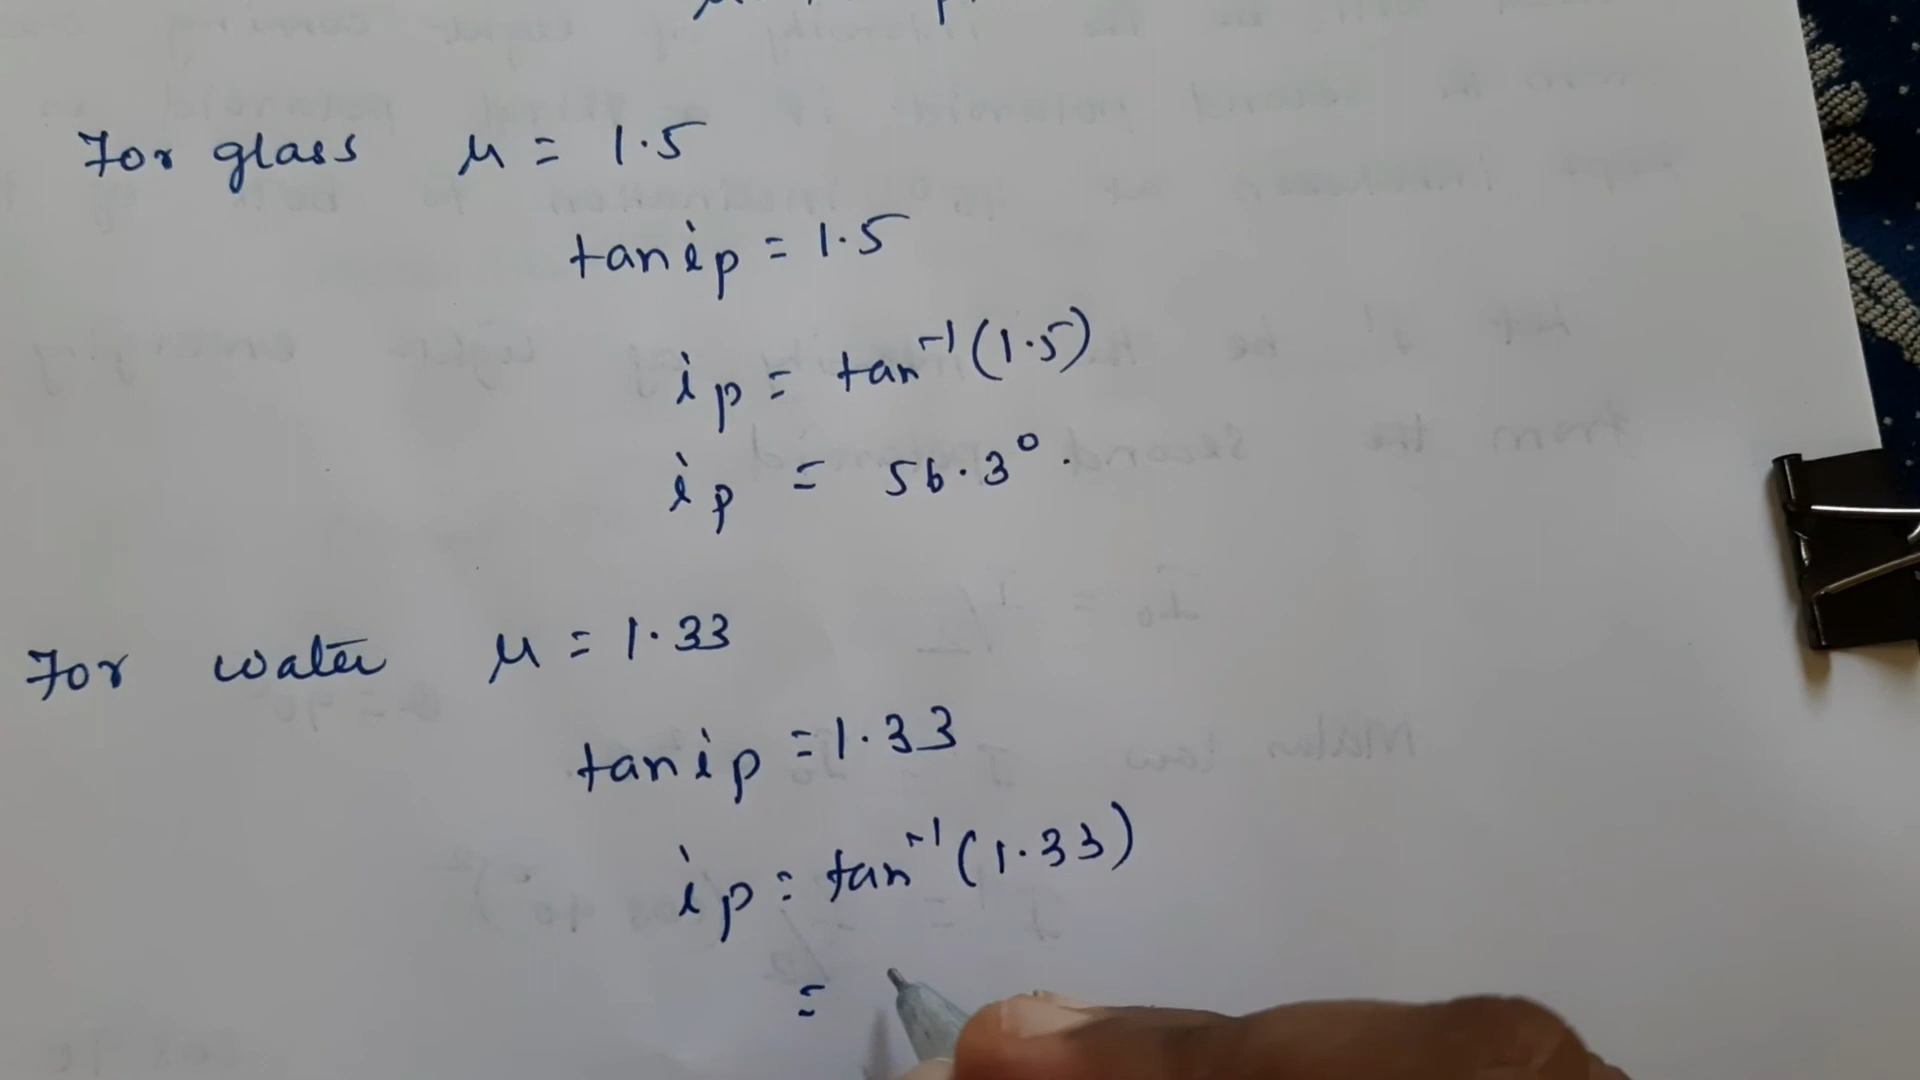 For glass μ = 1.5
tan ip = 1.5
ip = tan⁻¹(1.5)
ip = 56.3°.
For water μ = 1.33
tan ip = 1.33
ip = tan⁻¹(1.33)
=